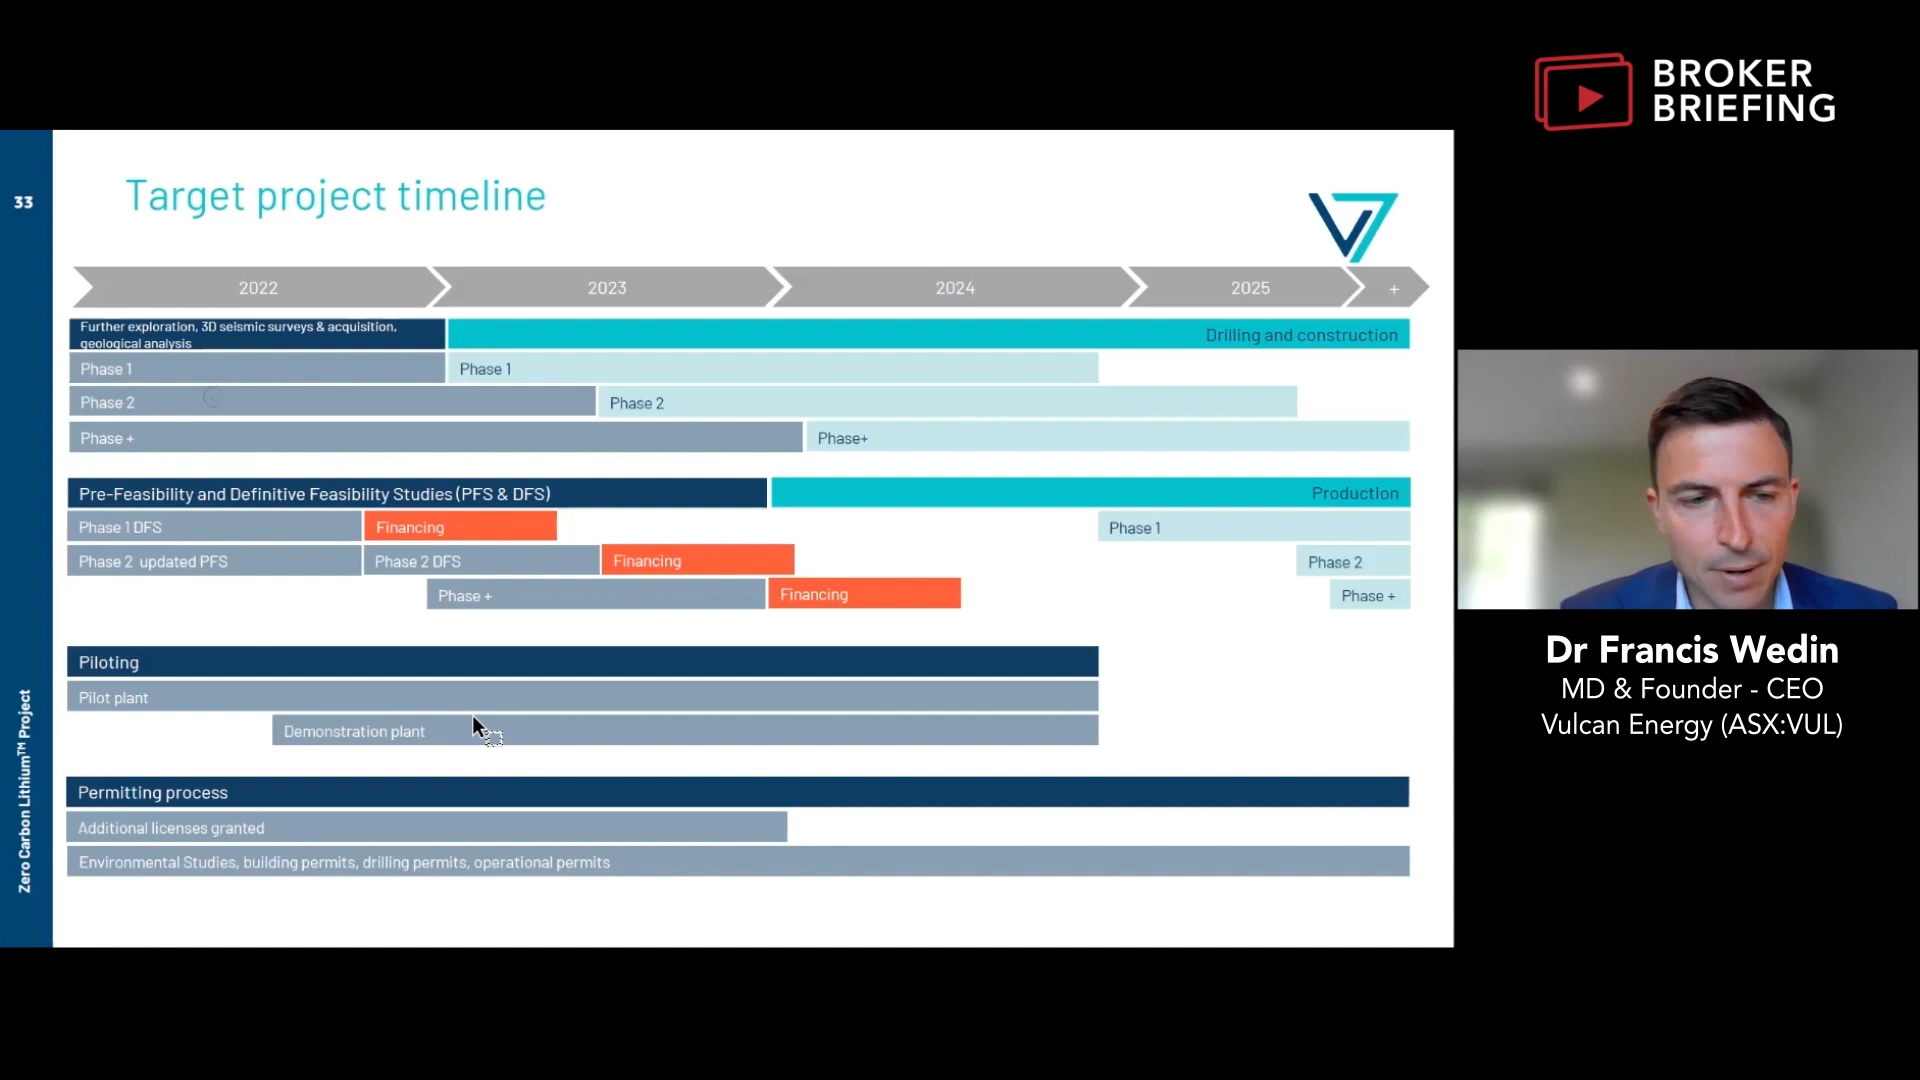 BROKER
BRIEFING
33
Target project timeline
2022
2023
2024
2025
+
Further exploration, 3D seismic surveys & acquisition,
geological analysis
Drilling and construction
Phase 1
Phase 1
Phase 2
Phase 2
Phase +
Phase+
Pre-Feasibility and Definitive Feasibility Studies (PFS & DFS)
Production
Phase 1 DFS
Financing
Phase 1
Phase 2 updated PFS
Phase 2 DFS
Financing
Phase 2
Phase +
Financing
Phase +
Piloting
Pilot plant
Demonstration plant
Permitting process
Additional licenses granted
Environmental Studies, building permits, drilling permits, operational permits
Zero Carbon Lithium™ Project
Dr Francis Wedin
MD & Founder - CEO
Vulcan Energy (ASX:VUL)